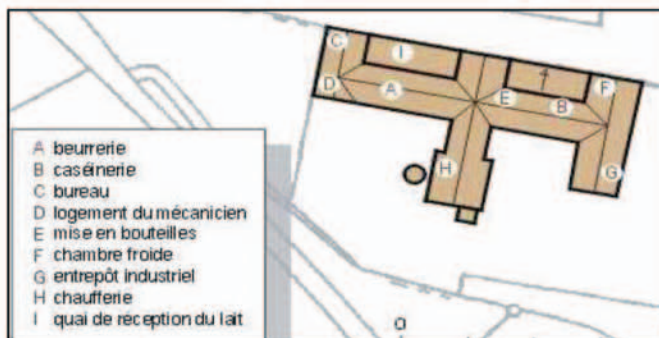 C
I
D
A
E
4
B
F
H
G
A beurrerie
B caséinerie
C bureau
D logement du mécanicien
E mise en bouteilles
F chambre froide
G entrepôt industriel
H chaufferie
I quai de réception du lait